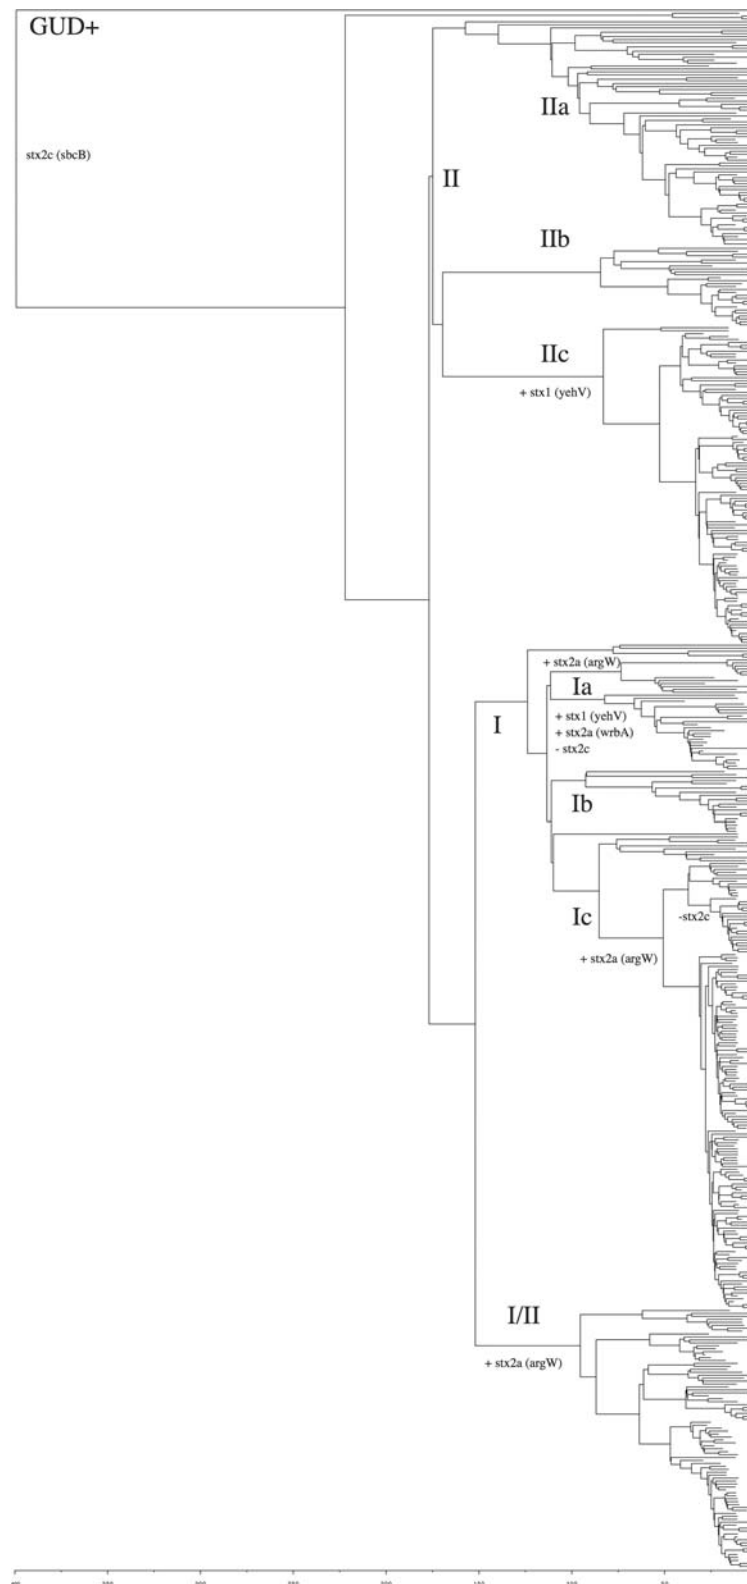 GUD+
stx2c (sbcB)
IIa
II
IIb
IIc
+ stx1 (yehV)
+ stx2a (argW)
Ia
I
+ stx1 (yehV)
+ stx2a (wrbA)
- stx2c
Ib
Ic
-stx2c
+ stx2a (argW)
I/II
+ stx2a (argW)